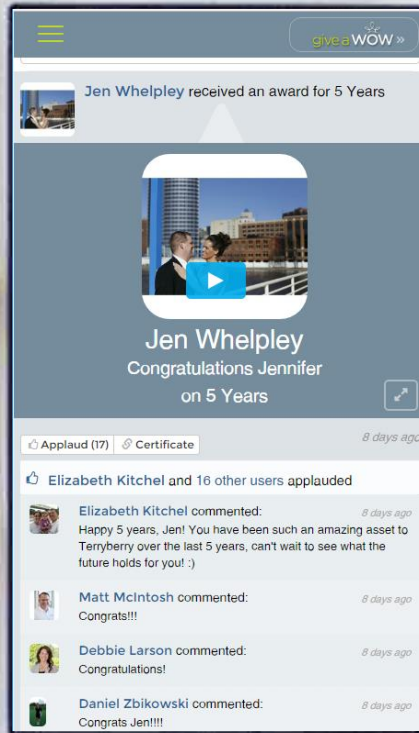 give a WOW »
Jen Whelpley received an award for 5 Years
Jen Whelpley
Congratulations Jennifer
on 5 Years
Applaud (17)
Certificate
8 days ago
Elizabeth Kitchel and 16 other users applauded
Elizabeth Kitchel commented:
8 days ago
Happy 5 years, Jen! You have been such an amazing asset to
Terryberry over the last 5 years, can't wait to see what the
future holds for you! :)
Matt McIntosh commented:
8 days ago
Congrats!!!
Debbie Larson commented:
8 days ago
Congratulations!
Daniel Zbikowski commented:
8 days ago
Congrats Jen!!!!